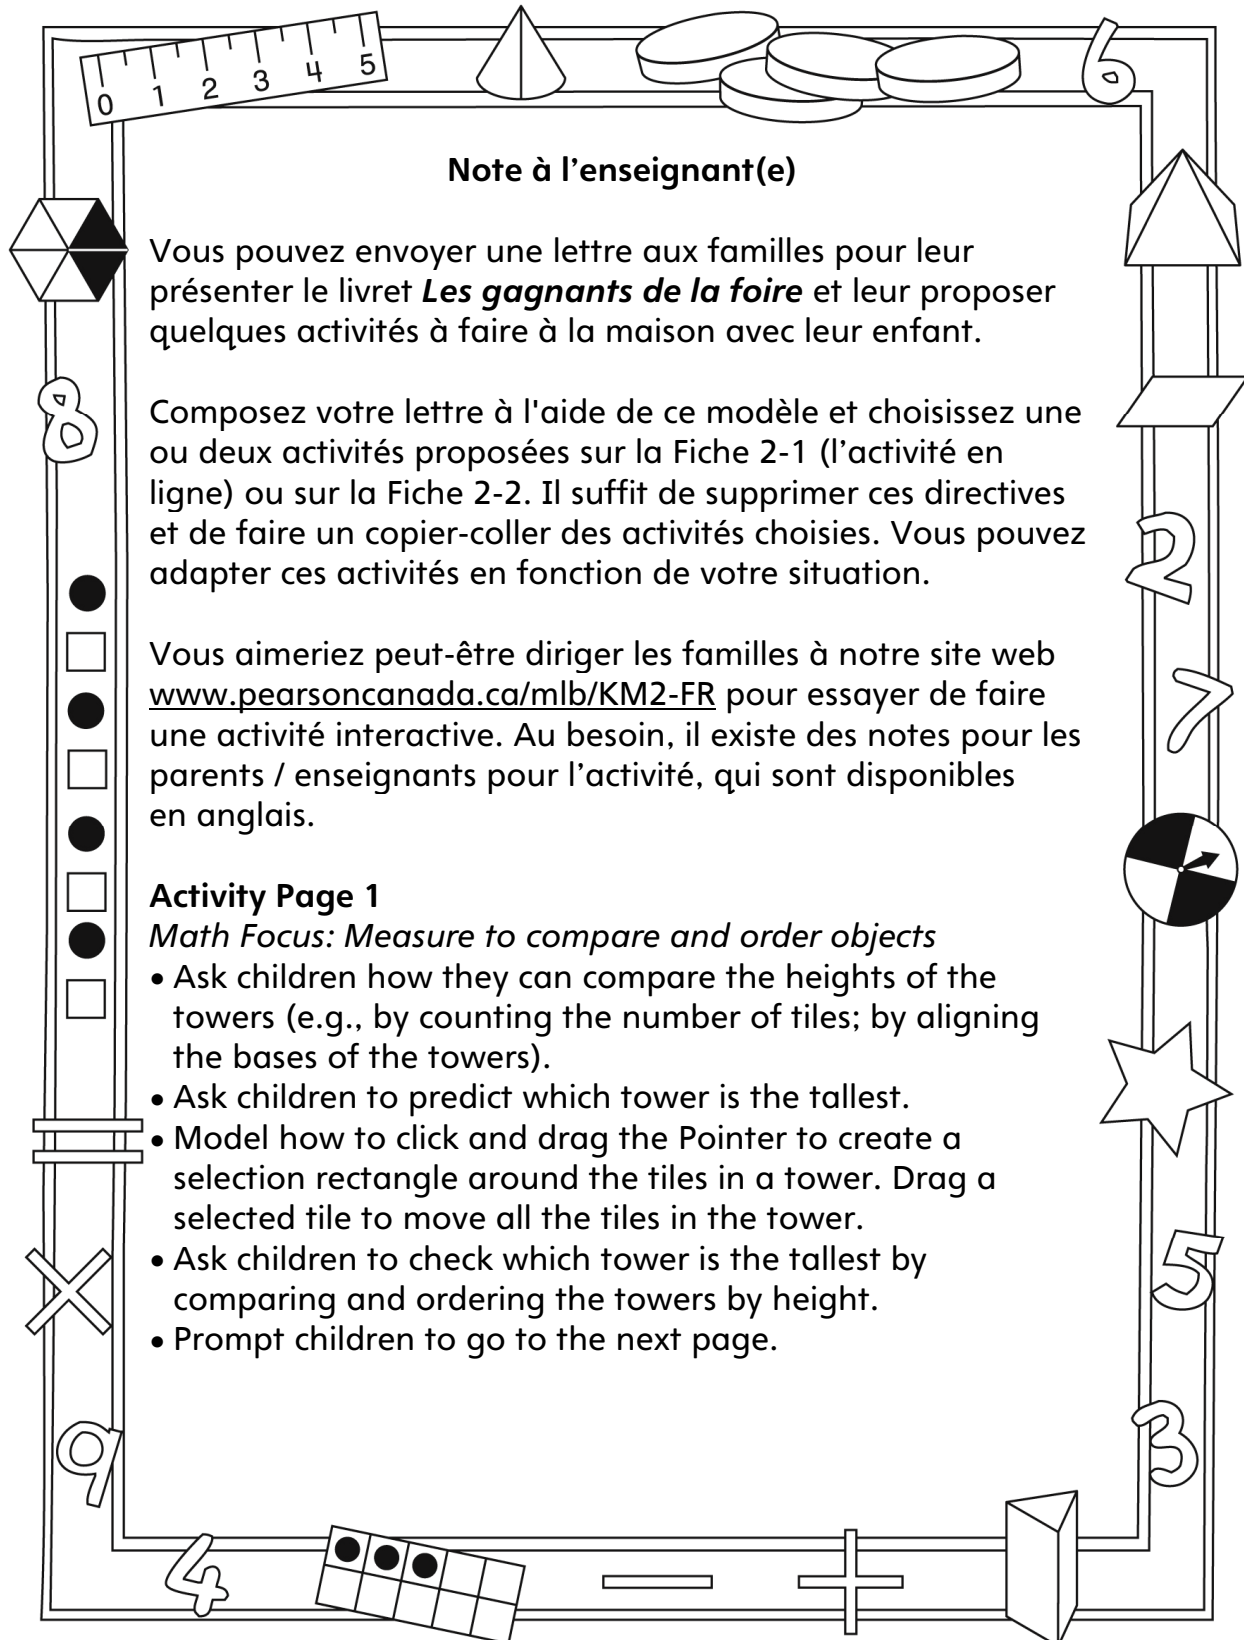 0 1 2 3 4 5
6
Note à l’enseignant(e)
Vous pouvez envoyer une lettre aux familles pour leur
présenter le livret Les gagnants de la foire et leur proposer
quelques activités à faire à la maison avec leur enfant.
8
Composez votre lettre à l'aide de ce modèle et choisissez une
ou deux activités proposées sur la Fiche 2-1 (l’activité en
ligne) ou sur la Fiche 2-2. Il suffit de supprimer ces directives
et de faire un copier-coller des activités choisies. Vous pouvez
adapter ces activités en fonction de votre situation.
2
Vous aimeriez peut-être diriger les familles à notre site web
www.pearsoncanada.ca/mlb/KM2-FR pour essayer de faire
une activité interactive. Au besoin, il existe des notes pour les
parents / enseignants pour l’activité, qui sont disponibles
en anglais.
7
Activity Page 1
Math Focus: Measure to compare and order objects
• Ask children how they can compare the heights of the
towers (e.g., by counting the number of tiles; by aligning
the bases of the towers).
• Ask children to predict which tower is the tallest.
• Model how to click and drag the Pointer to create a
selection rectangle around the tiles in a tower. Drag a
selected tile to move all the tiles in the tower.
• Ask children to check which tower is the tallest by
comparing and ordering the towers by height.
• Prompt children to go to the next page.
=
×
5
9
3
4
− +